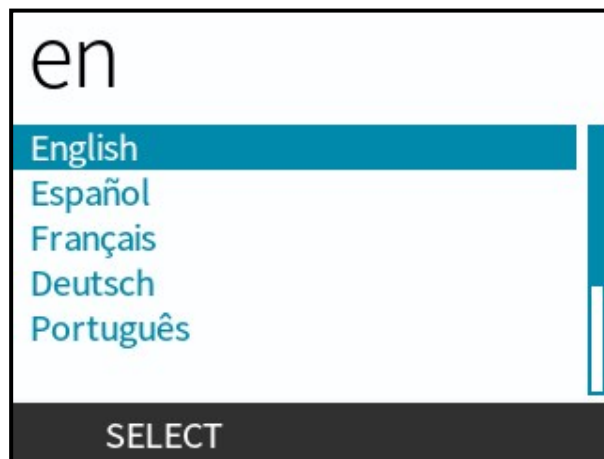 en
English
Español
Français
Deutsch
Português
SELECT